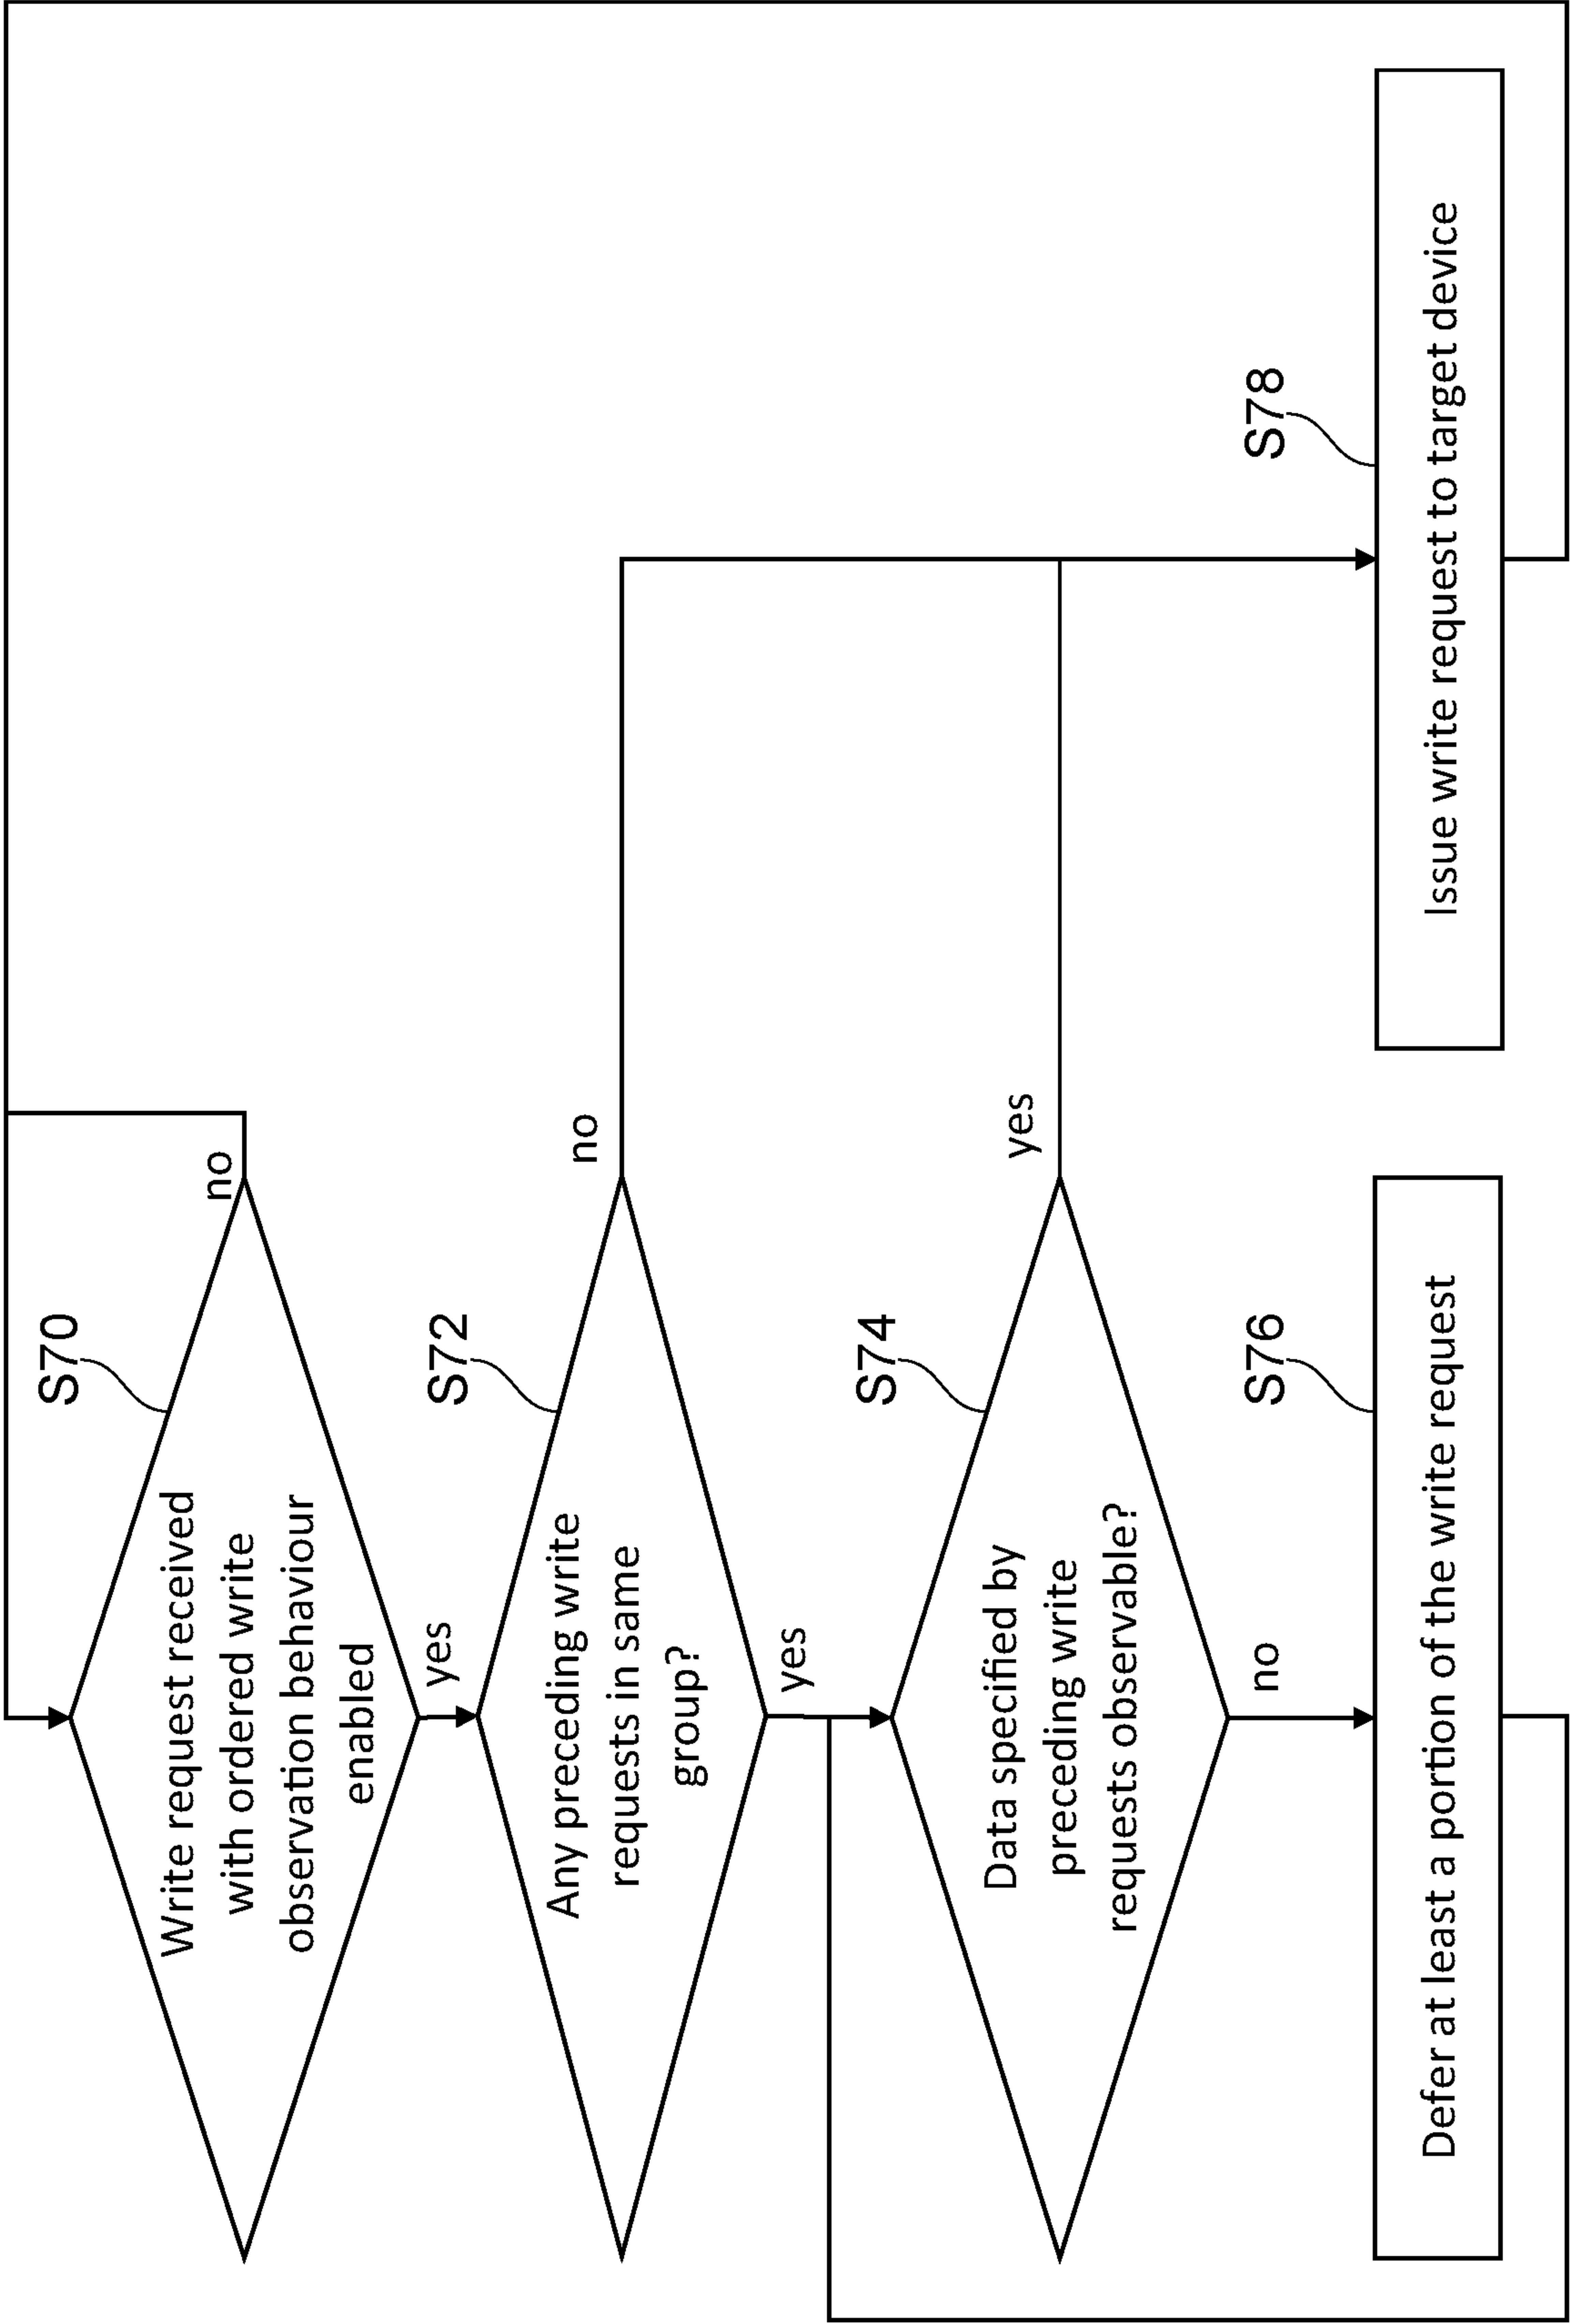 S70
Write request received
with ordered write
observation behaviour
enabled
no
yes
S72
Any preceding write
requests in same
group?
no
yes
S74
Data specified by
preceding write
requests observable?
yes
no
S76
Defer at least a portion of the write request
S78
Issue write request to target device